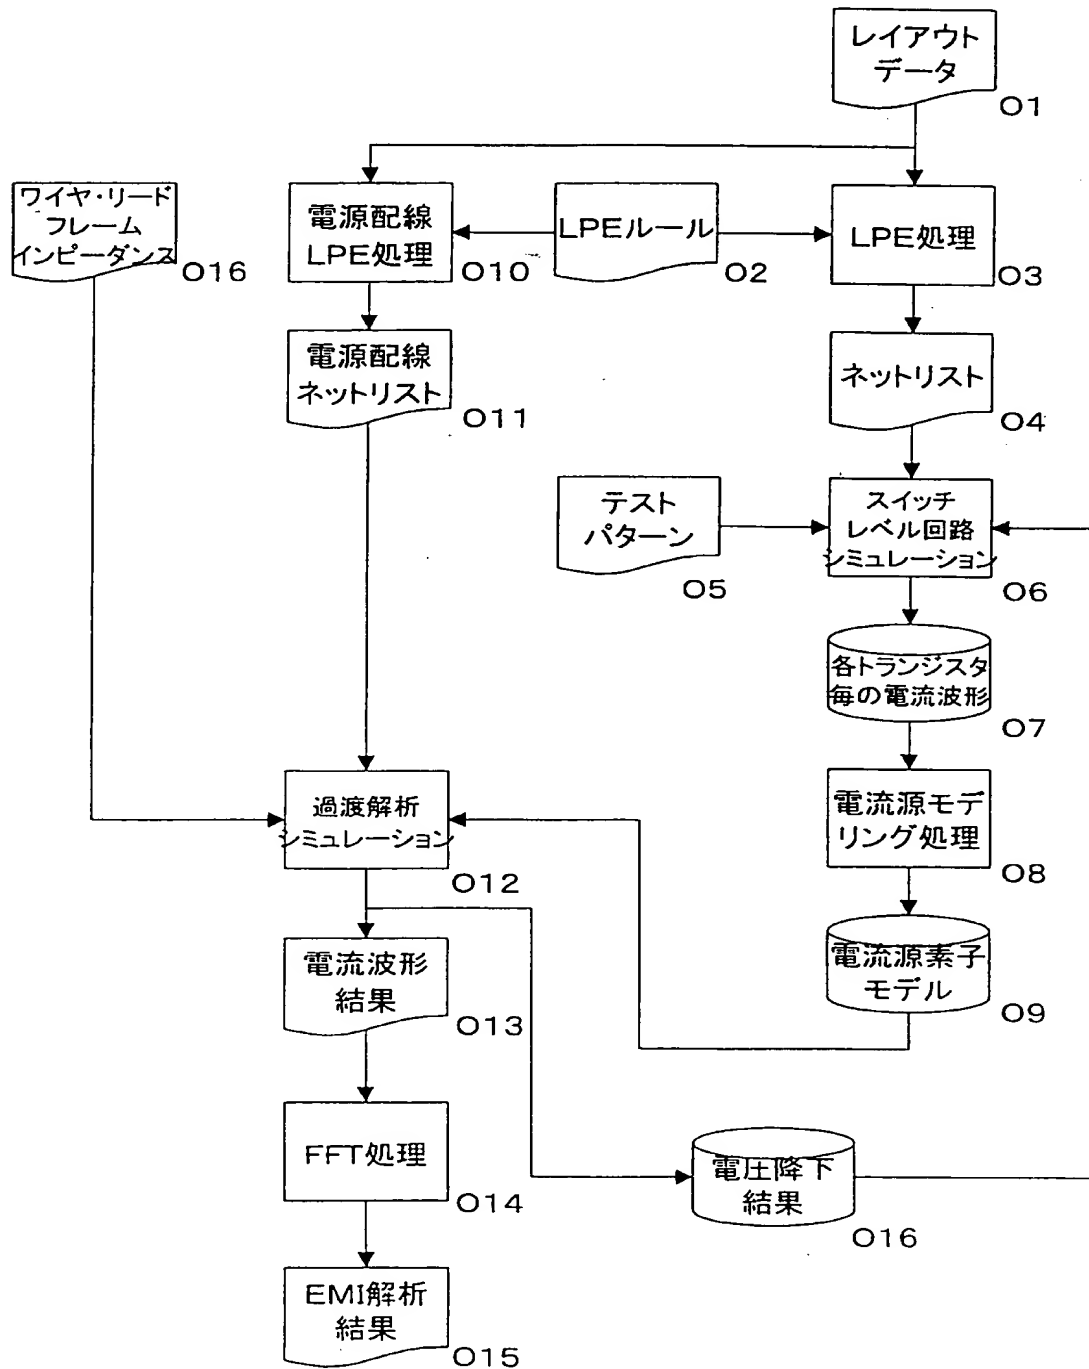 レイアウト
データ
O1
ワイヤ・リード
フレーム
インピーダンス
O16
電源配線
LPE処理
O10
LPEルール
O2
LPE処理
O3
電源配線
ネットリスト
O11
ネットリスト
O4
テスト
パターン
O5
スイッチ
レベル回路
シミュレーション
O6
各トランジスタ
毎の電流波形
O7
過渡解析
シミュレーション
O12
電流源モデ
リング処理
O8
電流波形
結果
O13
電流源素子
モデル
O9
FFT処理
O14
電圧降下
結果
O16
EMI解析
結果
O15